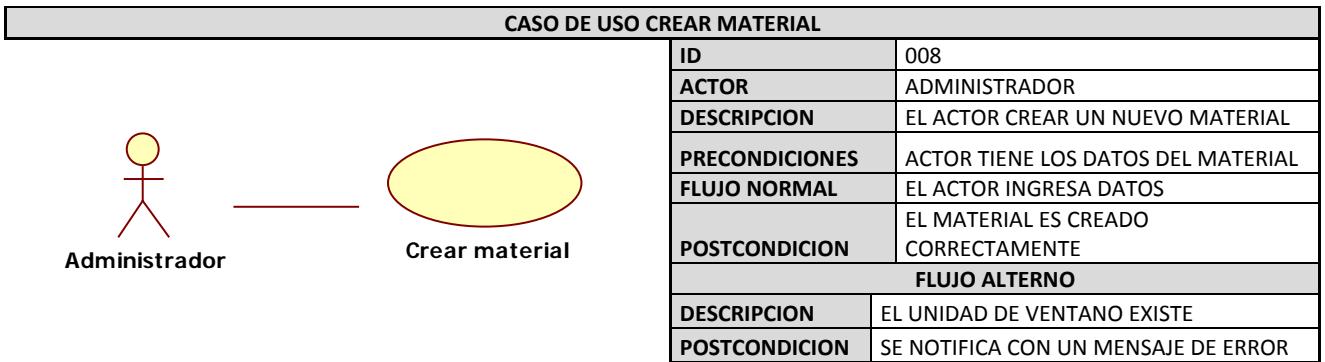 CASO DE USO CREAR MATERIAL
ID 008
ACTOR ADMINISTRADOR
DESCRIPCION EL ACTOR CREAR UN NUEVO MATERIAL
PRECONDICIONES ACTOR TIENE LOS DATOS DEL MATERIAL
FLUJO NORMAL EL ACTOR INGRESA DATOS
EL MATERIAL ES CREADO
POSTCONDICION CORRECTAMENTE
FLUJO ALTERNO
DESCRIPCION EL UNIDAD DE VENTANO EXISTE
POSTCONDICION SE NOTIFICA CON UN MENSAJE DE ERROR
Administrador
Crear material